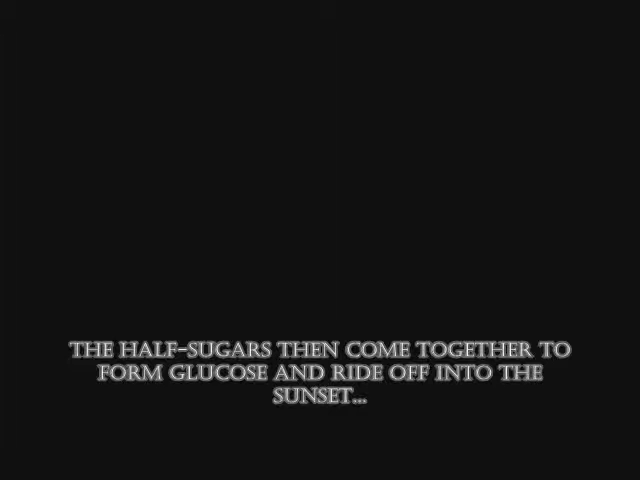 THE HALF-SUGARS THEN COME TOGETHER TO
FORM GLUCOSE AND RIDE OFF INTO THE
SUNSET...